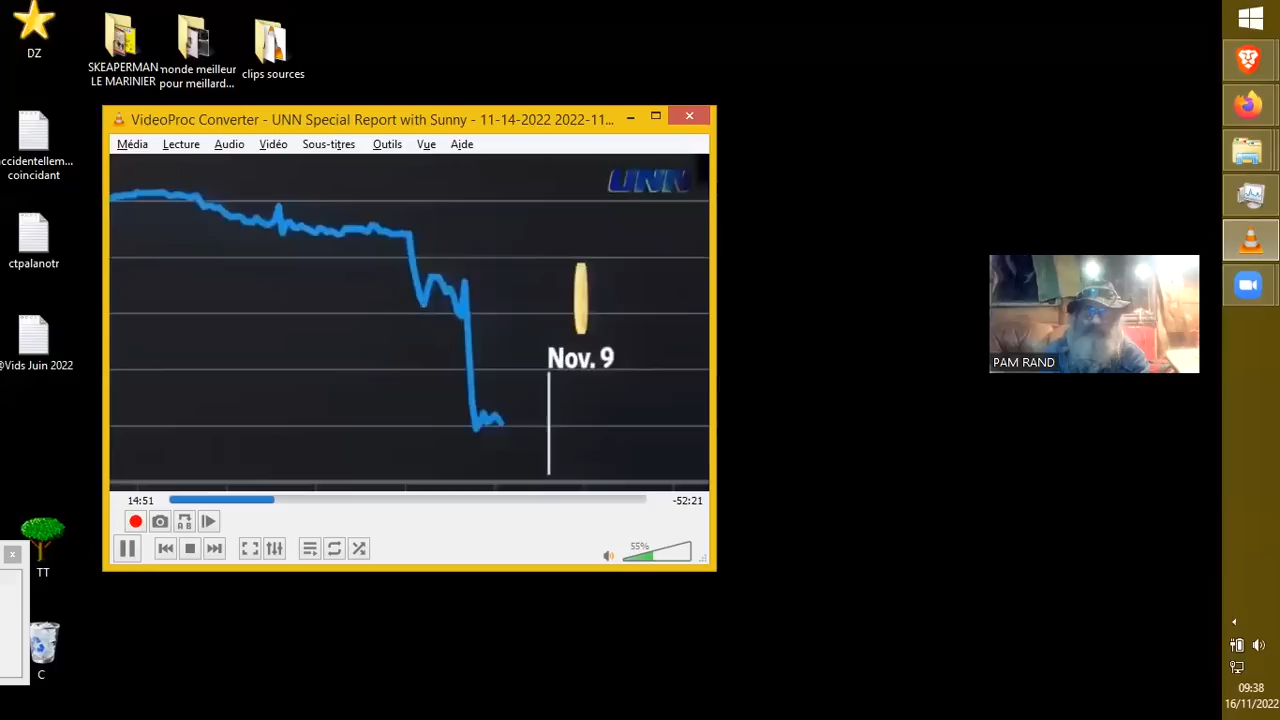 DZ
SKEAPERMAN
LE MARINIER
monde meilleur
pour meillard...
clips sources
ccidentellem...
coincidant
ctpalanotr
@Vids Juin 2022
TT
C
VideoProc Converter - UNN Special Report with Sunny - 11-14-2022 2022-11...
Média Lecture Audio Vidéo Sous-titres Outils Vue Aide
UNN
Nov. 9
14:51 -52:21
A B
55%
PAM RAND
09:38
16/11/2022